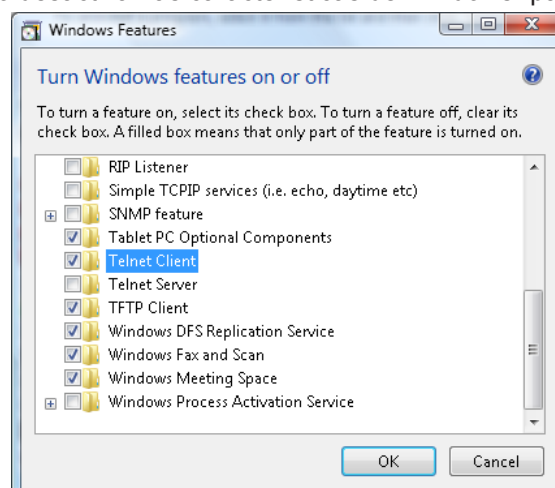 Windows Features
Turn Windows features on or off
To turn a feature on, select its check box. To turn a feature off, clear its
check box. A filled box means that only part of the feature is turned on.
RIP Listener
Simple TCPIP services (i.e. echo, daytime etc)
SNMP feature
Tablet PC Optional Components
Telnet Client
Telnet Server
TFTP Client
Windows DFS Replication Service
Windows Fax and Scan
Windows Meeting Space
Windows Process Activation Service
OK Cancel